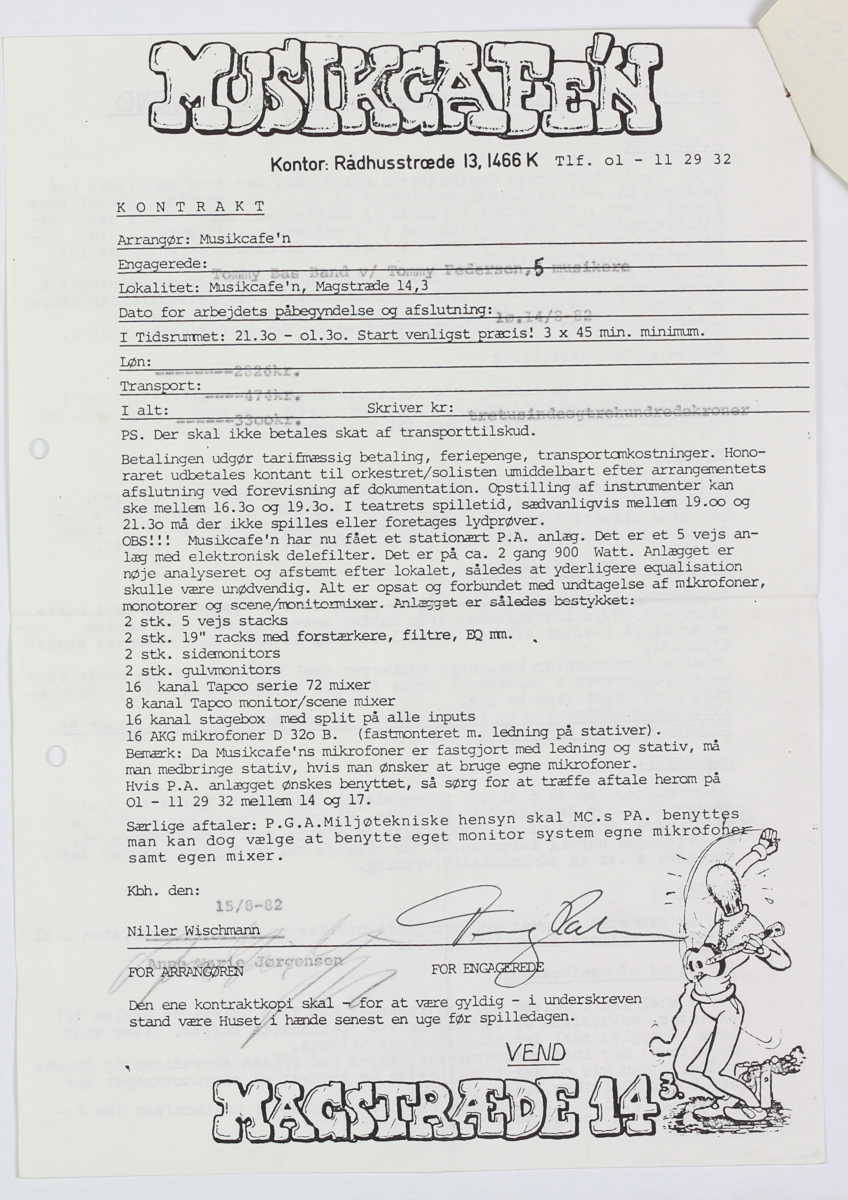 MUSIKCAFE'N
Kontor: Rådhusstræde 13, 1466 K Tlf. o1 - 11 29 32
KONTRAKT
Arrangør: Musikcafe'n
Engagerede: Tommy Bas Band v/ Tommy Pedersen, 5 musikere
Lokalitet: Musikcafe'n, Magstræde 14,3
Dato for arbejdets påbegyndelse og afslutning: lø.14/8-82
I Tidsrummet: 21.3o - o1.3o. Start venligst præcis! 3 x 45 min. minimum.
Løn: --------2826kr.
Transport: ----474kr.
I alt: ------33ookr. Skriver kr: tretusindeogtrehundredekroner
PS. Der skal ikke betales skat af transporttilskud.
Betalingen udgør tarifmæssig betaling, feriepenge, transportomkostninger. Hono-
raret udbetales kontant til orkestret/solisten umiddelbart efter arrangementets
afslutning ved forevisning af dokumentation. Opstilling af instrumenter kan
ske mellem 16.3o og 19.3o. I teatrets spilletid, sædvanligvis mellem 19.oo og
21.3o må der ikke spilles eller foretages lydprøver.
OBS!!! Musikcafe'n har nu fået et stationært P.A. anlæg. Det er et 5 vejs an-
læg med elektronisk delefilter. Det er på ca. 2 gang 900 Watt. Anlægget er
nøje analyseret og afstemt efter lokalet, således at yderligere equalisation
skulle være unødvendig. Alt er opsat og forbundet med undtagelse af mikrofoner,
monotorer og scene/monitormixer. Anlægget er således bestykket:
2 stk. 5 vejs stacks
2 stk. 19" racks med forstærkere, filtre, EQ mm.
2 stk. sidemonitors
2 stk. gulvmonitors
16 kanal Tapco serie 72 mixer
8 kanal Tapco monitor/scene mixer
16 kanal stagebox med split på alle inputs
16 AKG mikrofoner D 32o B. (fastmonteret m. ledning på stativer).
Bemærk: Da Musikcafe'ns mikrofoner er fastgjort med ledning og stativ, må
man medbringe stativ, hvis man ønsker at bruge egne mikrofoner.
Hvis P.A. anlægget ønskes benyttet, så sørg for at træffe aftale herom på
O1 - 11 29 32 mellem 14 og 17.
Særlige aftaler: P.G.A.Miljøtekniske hensyn skal MC.s PA. benyttes
man kan dog vælge at benytte eget monitor system egne mikrofoner
samt egen mixer.
Kbh. den:
15/8-82
Niller Wischmann
Anne-Marie Jørgensen
FOR ARRANGØREN FOR ENGAGEREDE
Den ene kontraktkopi skal - for at være gyldig - i underskreven
stand være Huset i hænde senest en uge før spilledagen.
VEND
MAGSTRÆDE 14 3.